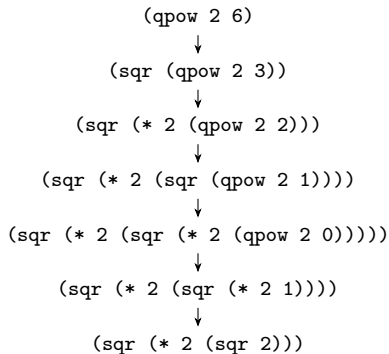 (qpow 2 6)
(sqr (qpow 2 3))
(sqr (* 2 (qpow 2 2)))
(sqr (* 2 (sqr (qpow 2 1))))
(sqr (* 2 (sqr (* 2 (qpow 2 0)))))
(sqr (* 2 (sqr (* 2 1))))
(sqr (* 2 (sqr 2)))